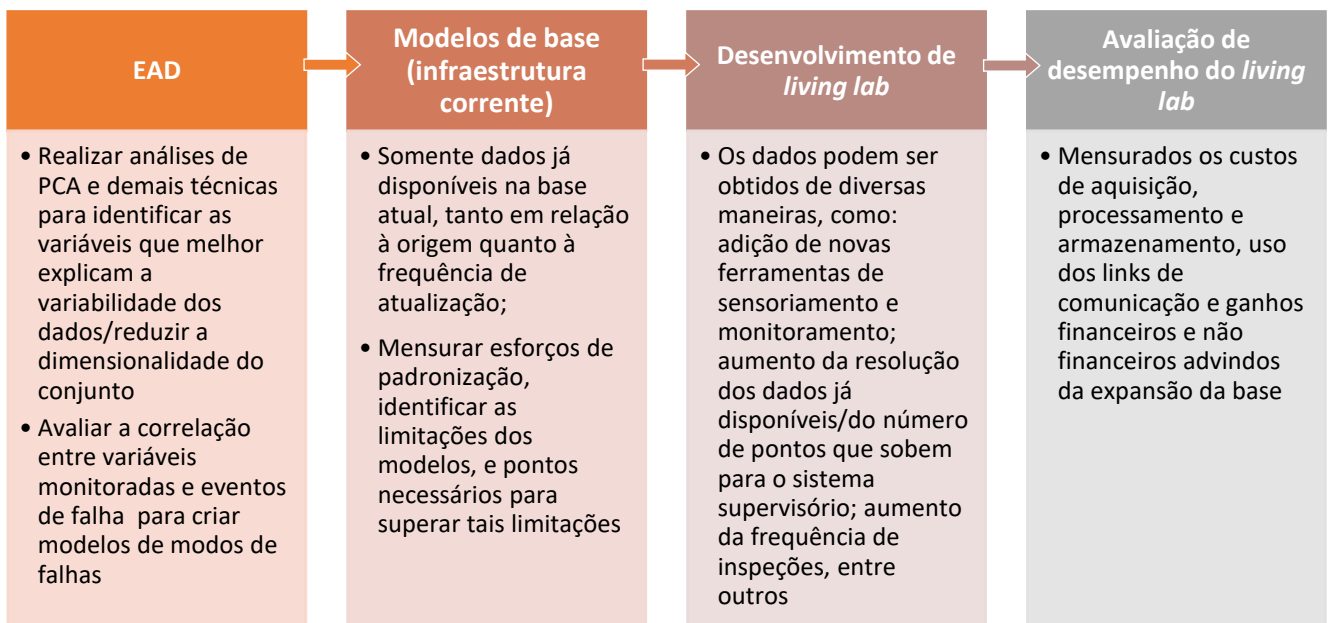 EAD
• Realizar análises de
PCA e demais técnicas
para identificar as
variáveis que melhor
explicam a
variabilidade dos
dados/reduzir a
dimensionalidade do
conjunto
• Avaliar a correlação
entre variáveis
monitoradas e eventos
de falha para criar
modelos de modos de
falhas
Modelos de base
(infraestrutura
corrente)
• Somente dados já
disponíveis na base
atual, tanto em relação
à origem quanto à
frequência de
atualização;
• Mensurar esforços de
padronização,
identificar as
limitações dos
modelos, e pontos
necessários para
superar tais limitações
Desenvolvimento de
living lab
• Os dados podem ser
obtidos de diversas
maneiras, como:
adição de novas
ferramentas de
sensoriamento e
monitoramento;
aumento da resolução
dos dados já
disponíveis/do número
de pontos que sobem
para o sistema
supervisório; aumento
da frequência de
inspeções, entre
outros
Avaliação de
desempenho do living
lab
• Mensurados os custos
de aquisição,
processamento e
armazenamento, uso
dos links de
comunicação e ganhos
financeiros e não
financeiros advindos
da expansão da base